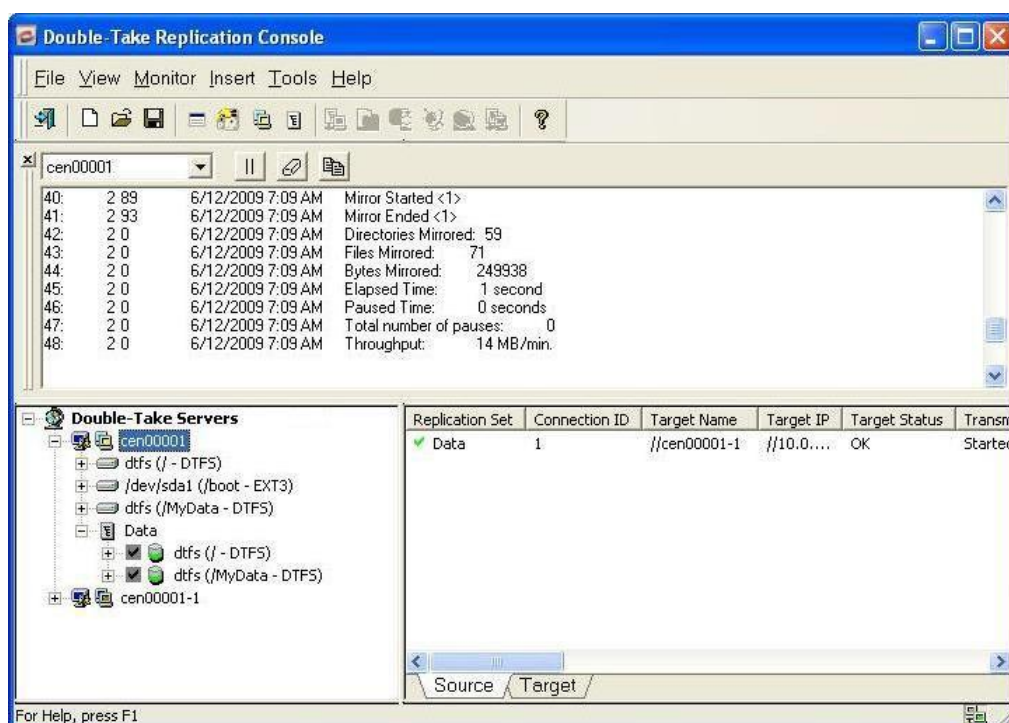 Double-Take Replication Console
File View Monitor Insert Tools Help
cen00001
40: 2 89 6/12/2009 7:09 AM Mirror Started <1>
41: 2 93 6/12/2009 7:09 AM Mirror Ended <1>
42: 2 0 6/12/2009 7:09 AM Directories Mirrored: 59
43: 2 0 6/12/2009 7:09 AM Files Mirrored: 71
44: 2 0 6/12/2009 7:09 AM Bytes Mirrored: 249938
45: 2 0 6/12/2009 7:09 AM Elapsed Time: 1 second
46: 2 0 6/12/2009 7:09 AM Paused Time: 0 seconds
47: 2 0 6/12/2009 7:09 AM Total number of pauses: 0
48: 2 0 6/12/2009 7:09 AM Throughput: 14 MB/min.
Double-Take Servers
cen00001
dtfs (/ - DTFS)
/dev/sda1 (/boot - EXT3)
dtfs (/MyData - DTFS)
Data
dtfs (/ - DTFS)
dtfs (/MyData - DTFS)
cen00001-1
Replication Set Connection ID Target Name Target IP Target Status Transm
Data 1 //cen00001-1 //10.0.... OK Started
Source Target
For Help, press F1